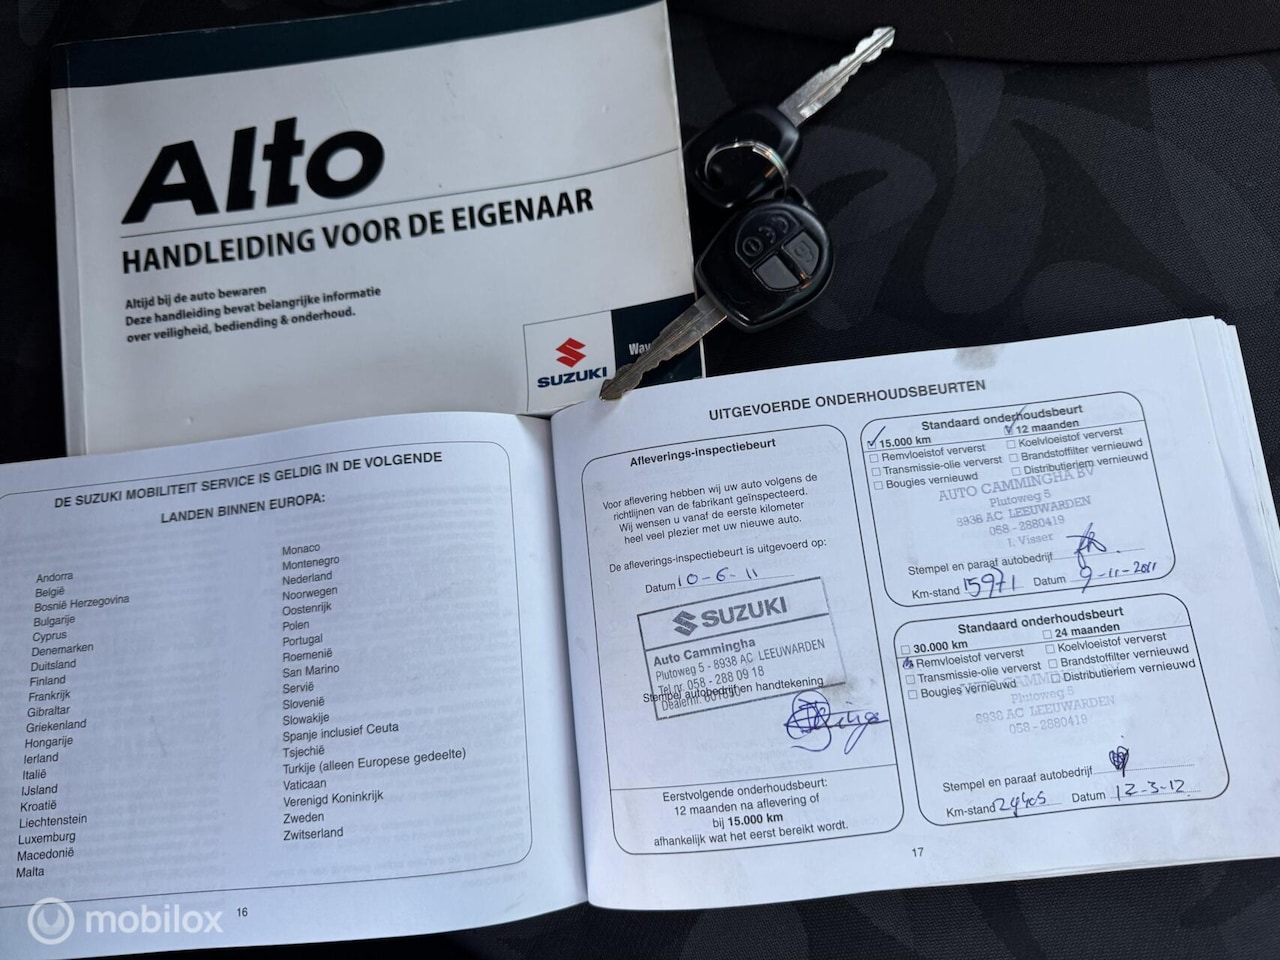 Alto
HANDLEIDING VOOR DE EIGENAAR
Altijd bij de auto bewaren
Deze handleiding bevat belangrijke informatie
over veiligheid, bediending & onderhoud.
SUZUKI
DE SUZUKI MOBILITEIT SERVICE IS GELDIG IN DE VOLGENDE
LANDEN BINNEN EUROPA:
Andorra
België
Bosnië Herzegovina
Bulgarije
Cyprus
Denemarken
Duitsland
Finland
Frankrijk
Gibraltar
Griekenland
Hongarije
Ierland
Italië
IJsland
Kroatië
Liechtenstein
Luxemburg
Macedonië
Malta
Monaco
Montenegro
Nederland
Noorwegen
Oostenrijk
Polen
Portugal
Roemenië
San Marino
Servië
Slovenië
Slowakije
Spanje inclusief Ceuta
Tsjechië
Turkije (alleen Europese gedeelte)
Vaticaan
Verenigd Koninkrijk
Zweden
Zwitserland
16
UITGEVOERDE ONDERHOUDSBEURTEN
Afleverings-inspectiebeurt
Voor aflevering hebben wij uw auto volgens de
richtlijnen van de fabrikant geïnspecteerd.
Wij wensen u vanaf de eerste kilometer
heel veel plezier met uw nieuwe auto.
De afleverings-inspectiebeurt is uitgevoerd op:
Datum 10-6-11
SUZUKI
Auto Cammingha
Plutoweg 5 - 8938 AC LEEUWARDEN
Tel.nr. 058 - 288 09 18
Stempel autobedrijf en handtekening
Dealernr.
Eerstvolgende onderhoudsbeurt:
12 maanden na aflevering of
bij 15.000 km
afhankelijk wat het eerst bereikt wordt.
Standaard onderhoudsbeurt
15.000 km 12 maanden
Remvloeistof ververst Koelvloeistof ververst
Transmissie-olie ververst Brandstoffilter vernieuwd
Bougies vernieuwd Distributieriem vernieuwd
AUTO CAMMINGHA BV
Plutoweg 5
8938 AC LEEUWARDEN
058 - 2880419
I. Visser
Stempel en paraaf autobedrijf
Km-stand 15971 Datum 9-11-2011
Standaard onderhoudsbeurt
30.000 km 24 maanden
Remvloeistof ververst Koelvloeistof ververst
Transmissie-olie ververst Brandstoffilter vernieuwd
Bougies vernieuwd Distributieriem vernieuwd
AUTO CAMMINGHA BV
Plutoweg 5
8938 AC LEEUWARDEN
058 - 2880419
Stempel en paraaf autobedrijf
Km-stand 24405 Datum 12-3-12
17
mobilox